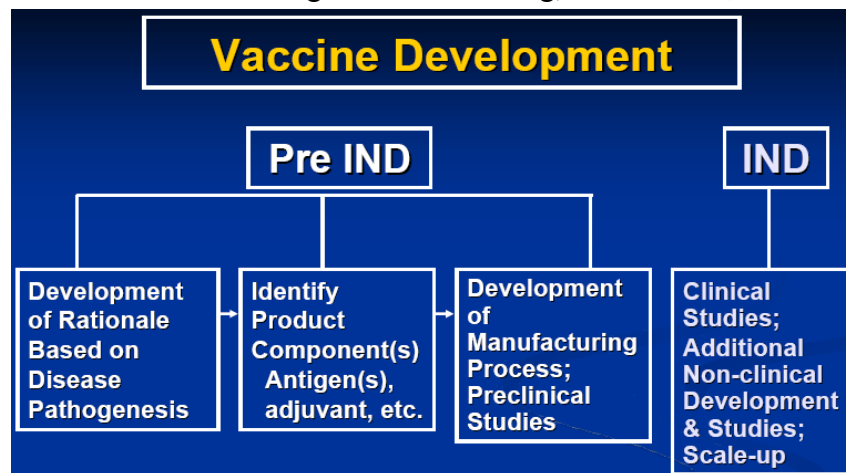 Vaccine Development
Pre IND
IND
Development
of Rationale
Based on
Disease
Pathogenesis
Identify
Product
Component(s)
Antigen(s),
adjuvant, etc.
Development
of
Manufacturing
Process;
Preclinical
Studies
Clinical
Studies;
Additional
Non-clinical
Development
& Studies;
Scale-up